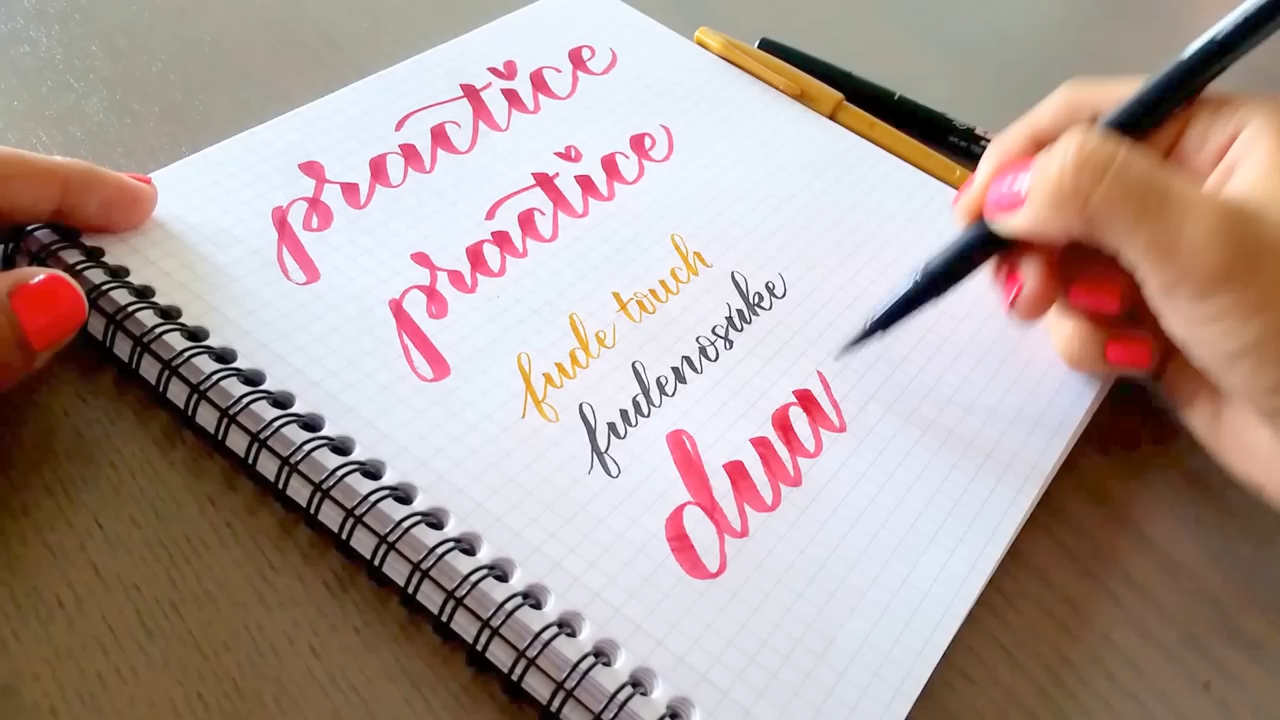 practice
practice
fude touch
fudenosuke
dua